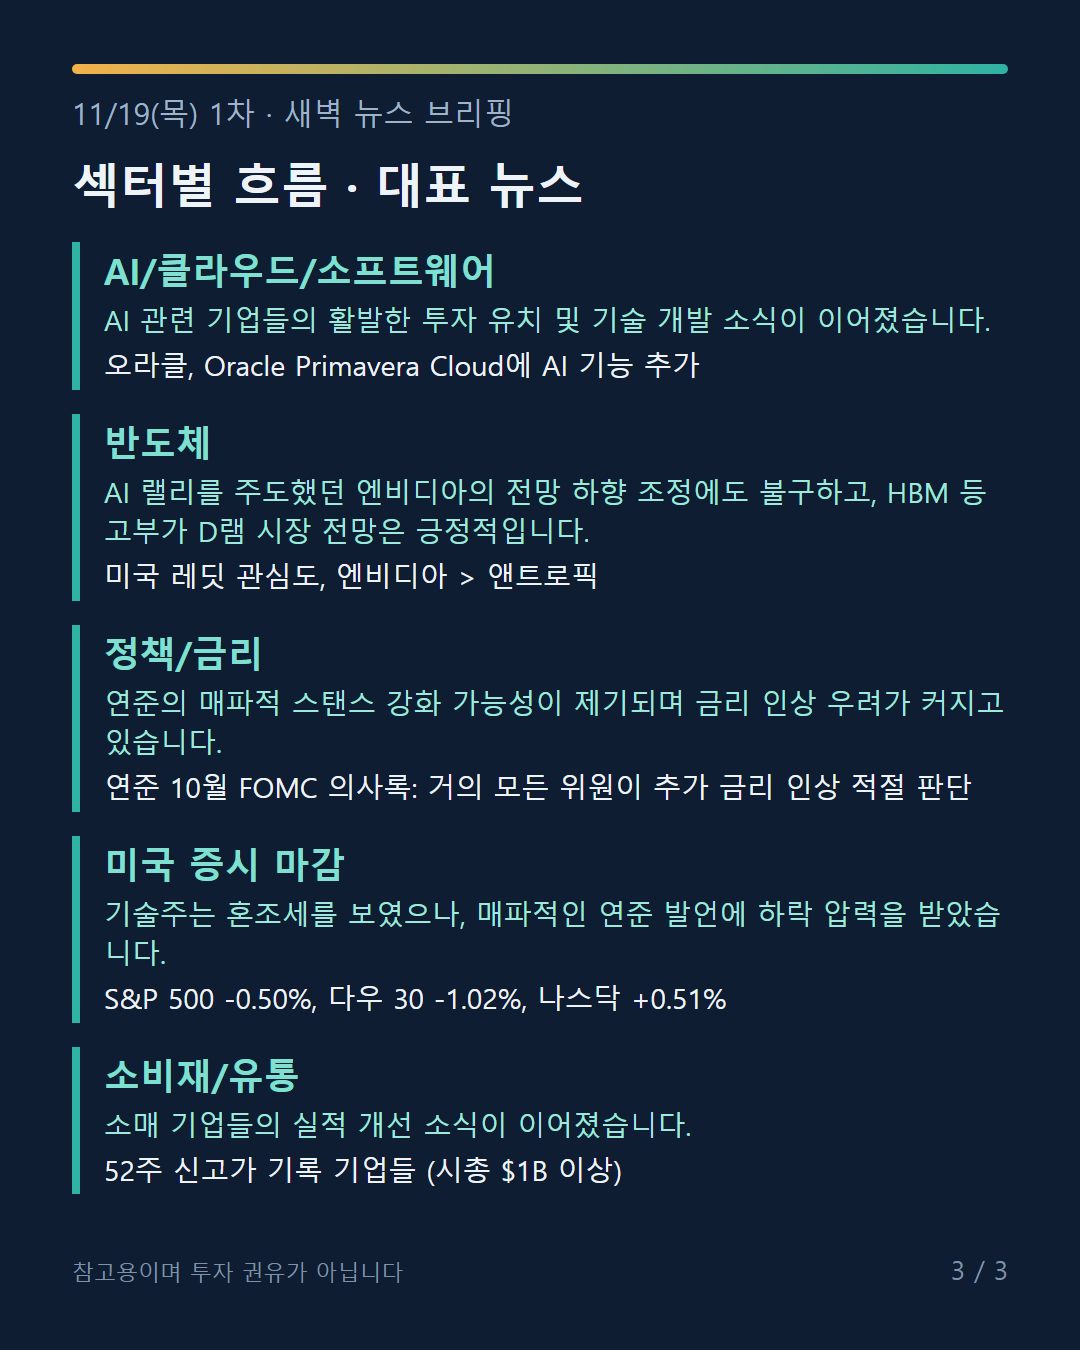 11/19(목) 1차 · 새벽 뉴스 브리핑
섹터별 흐름 · 대표 뉴스
AI/클라우드/소프트웨어
AI 관련 기업들의 활발한 투자 유치 및 기술 개발 소식이 이어졌습니다.
오라클, Oracle Primavera Cloud에 AI 기능 추가
반도체
AI 랠리를 주도했던 엔비디아의 전망 하향 조정에도 불구하고, HBM 등
고부가 D램 시장 전망은 긍정적입니다.
미국 레딧 관심도, 엔비디아 > 앤트로픽
정책/금리
연준의 매파적 스탠스 강화 가능성이 제기되며 금리 인상 우려가 커지고
있습니다.
연준 10월 FOMC 의사록: 거의 모든 위원이 추가 금리 인상 적절 판단
미국 증시 마감
기술주는 혼조세를 보였으나, 매파적인 연준 발언에 하락 압력을 받았습
니다.
S&P 500 -0.50%, 다우 30 -1.02%, 나스닥 +0.51%
소비재/유통
소매 기업들의 실적 개선 소식이 이어졌습니다.
52주 신고가 기록 기업들 (시총 $1B 이상)
참고용이며 투자 권유가 아닙니다
3 / 3